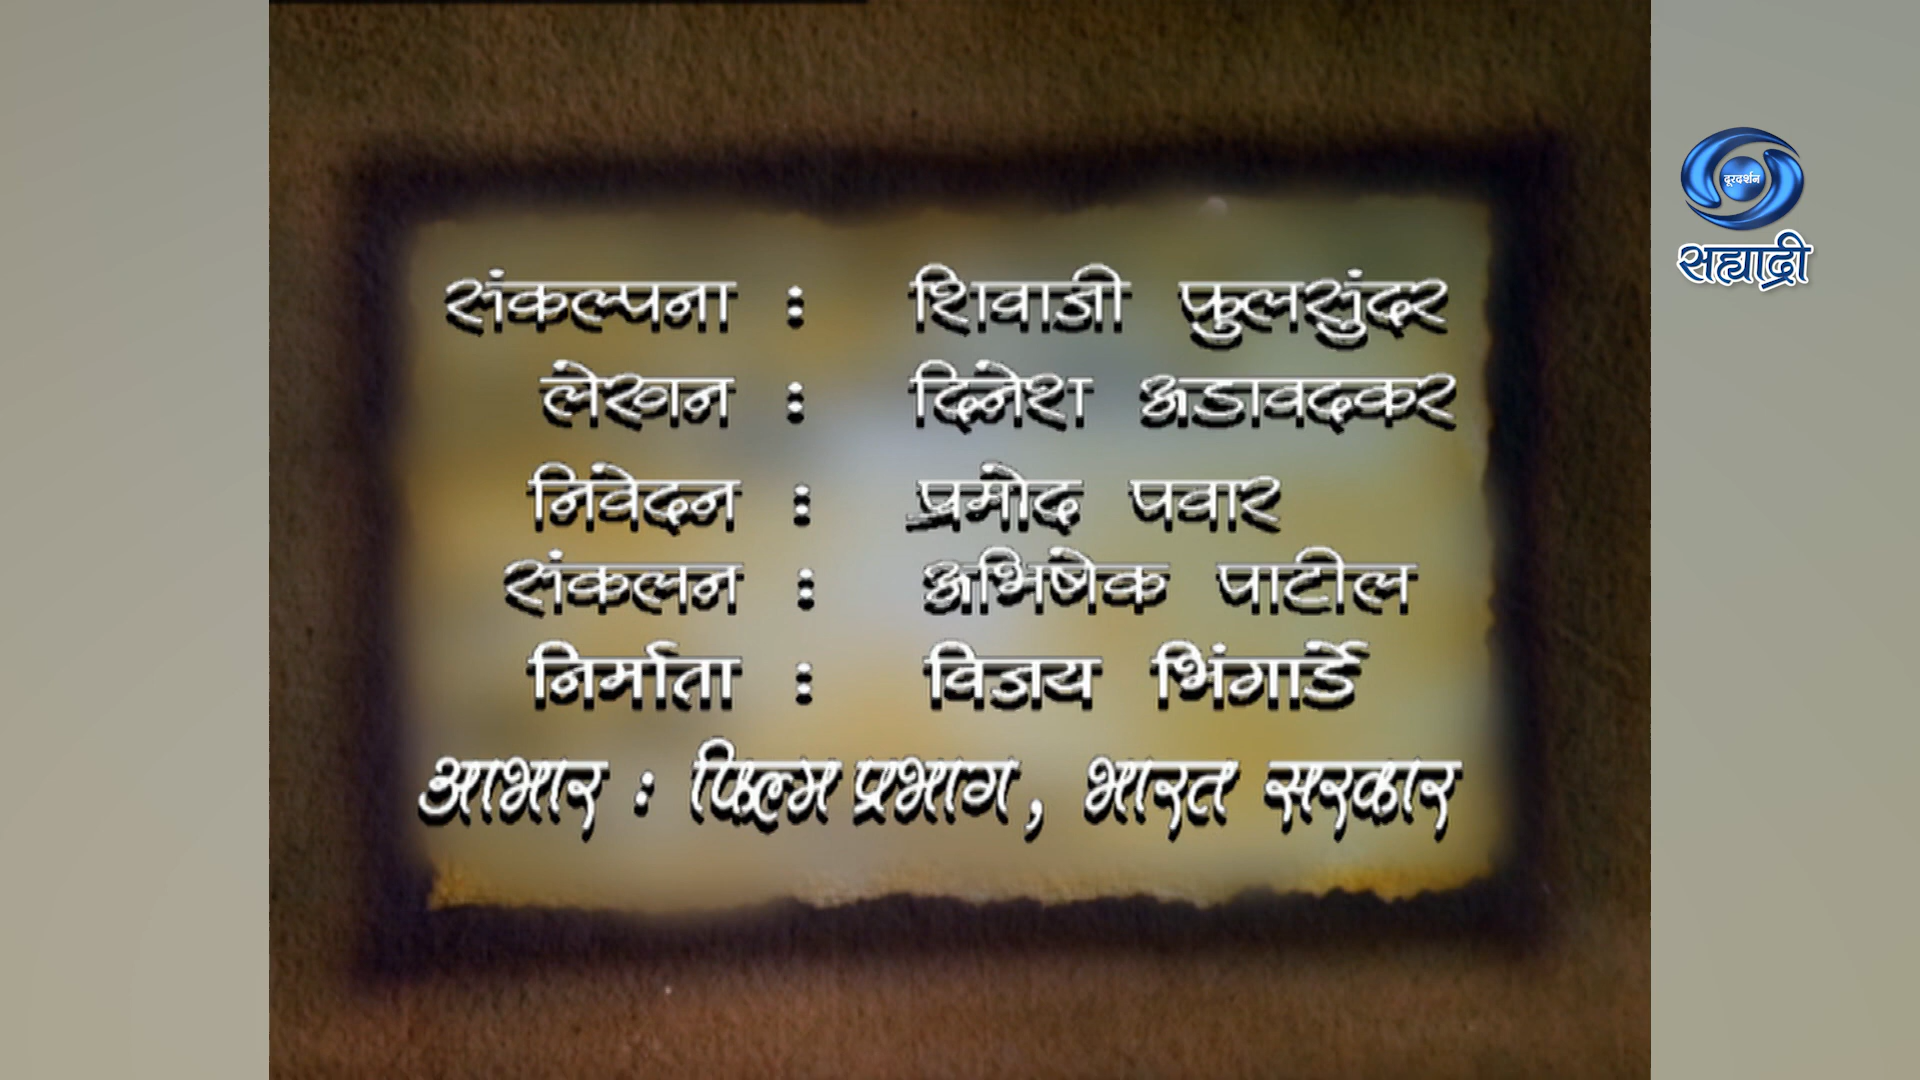 संकल्पना : शिवाजी फुलसुंदर
लेखन : दिनेश अडावदकर
निवेदन : प्रमोद पवार
संकलन : अभिषेक पाटील
निर्माता : विजय भिंगार्डे
आभार : फिल्म प्रभाग, भारत सरकार
दूरदर्शन
सह्याद्री